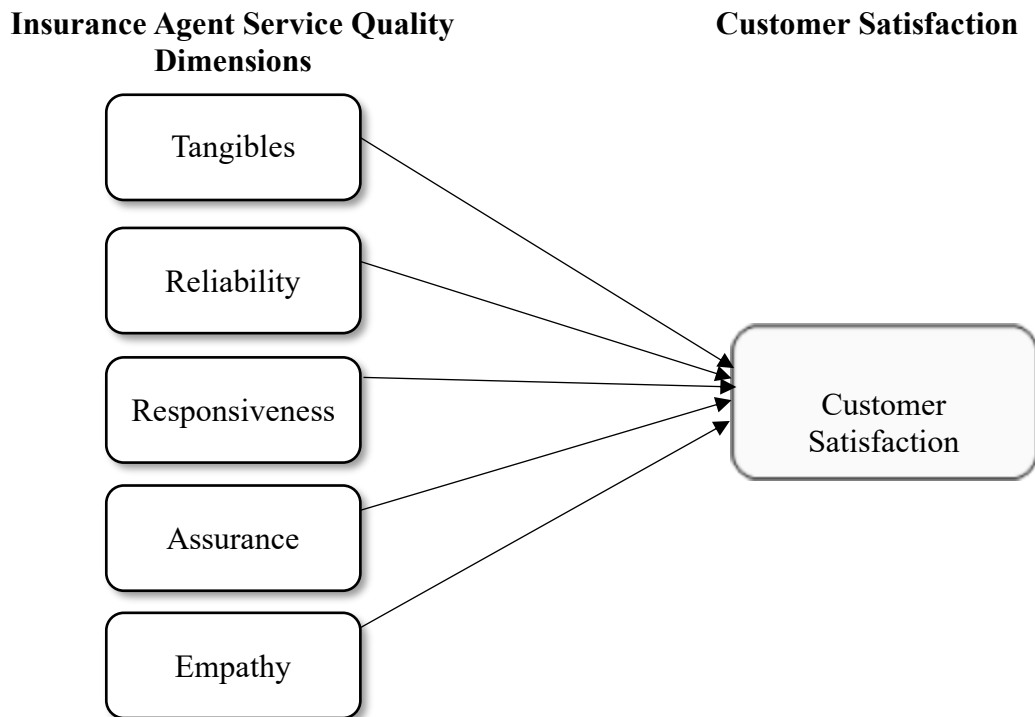 Insurance Agent Service Quality
Dimensions
Customer Satisfaction
Tangibles
Reliability
Responsiveness
Assurance
Empathy
Customer
Satisfaction